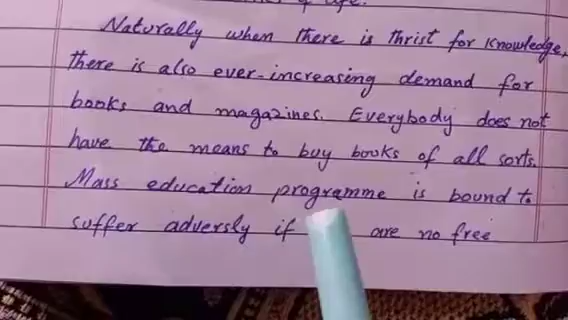 of life.
Naturally when there is thrist for knowledge,
there is also ever-increasing demand for
books and magazines. Everybody does not
have the means to buy books of all sorts.
Mass education programme is bound to
suffer adversly if are no free